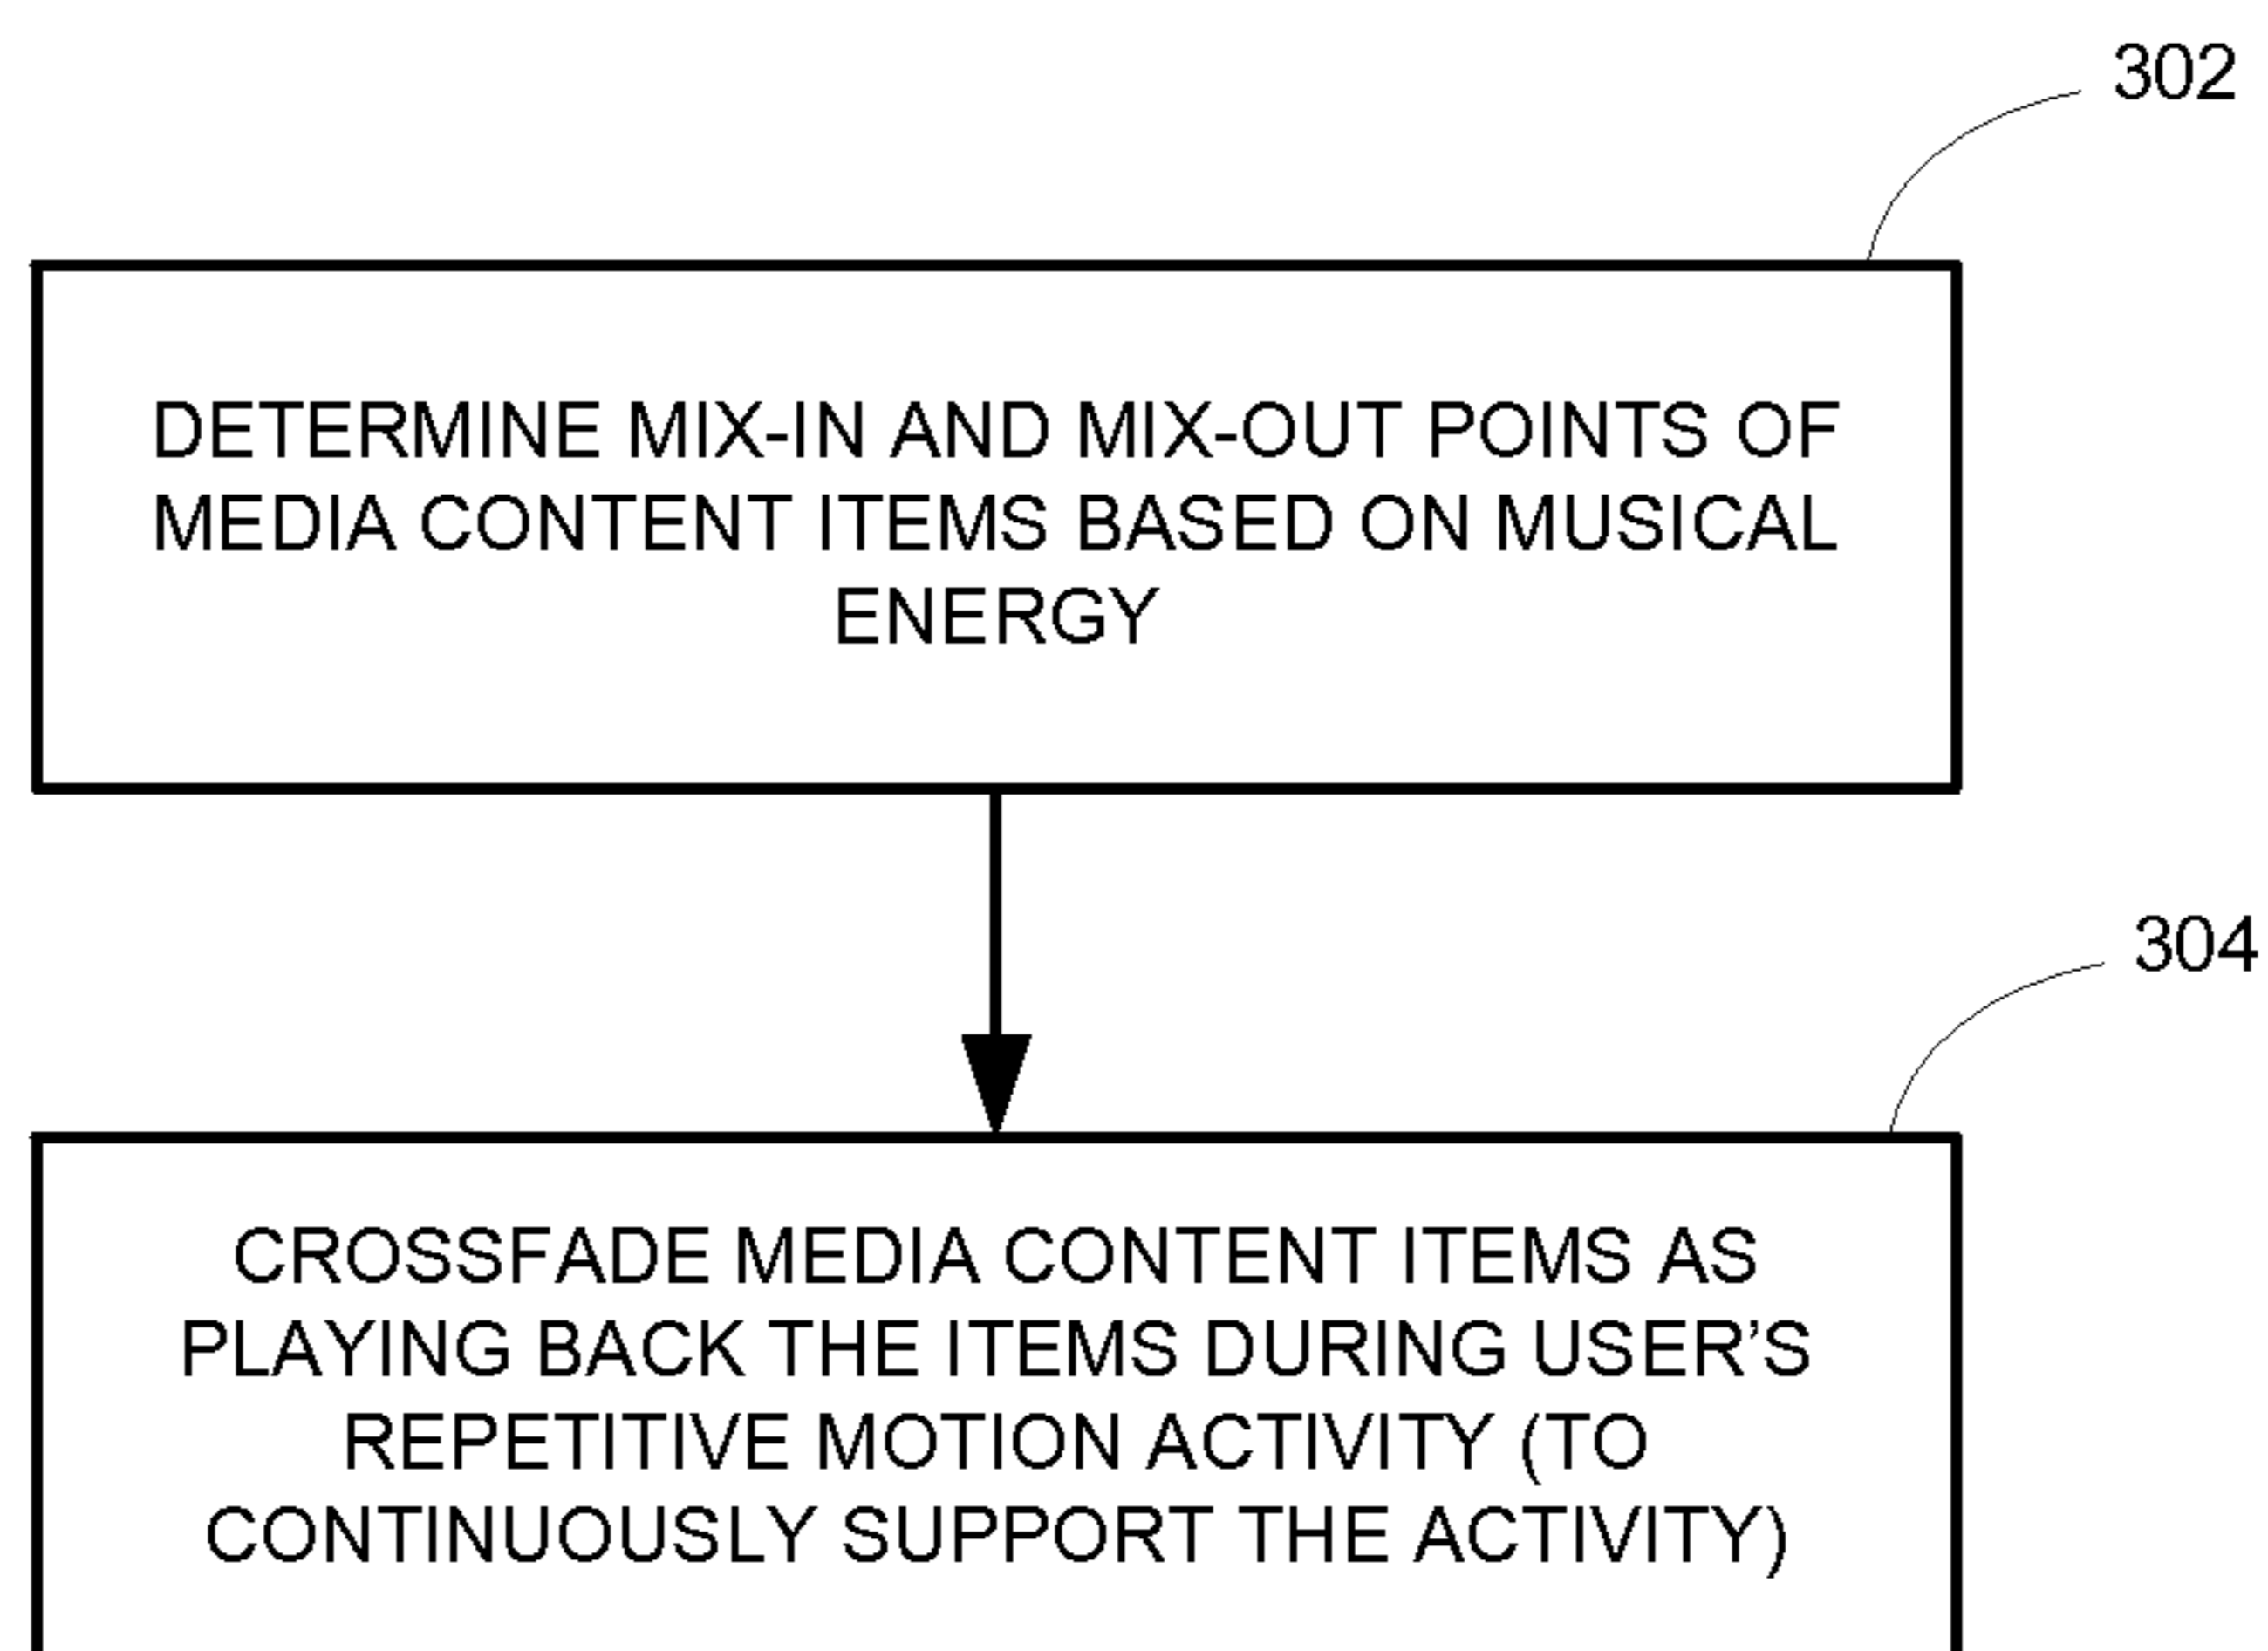 302
DETERMINE MIX-IN AND MIX-OUT POINTS OF
MEDIA CONTENT ITEMS BASED ON MUSICAL
ENERGY
304
CROSSFADE MEDIA CONTENT ITEMS AS
PLAYING BACK THE ITEMS DURING USER’S
REPETITIVE MOTION ACTIVITY (TO
CONTINUOUSLY SUPPORT THE ACTIVITY)